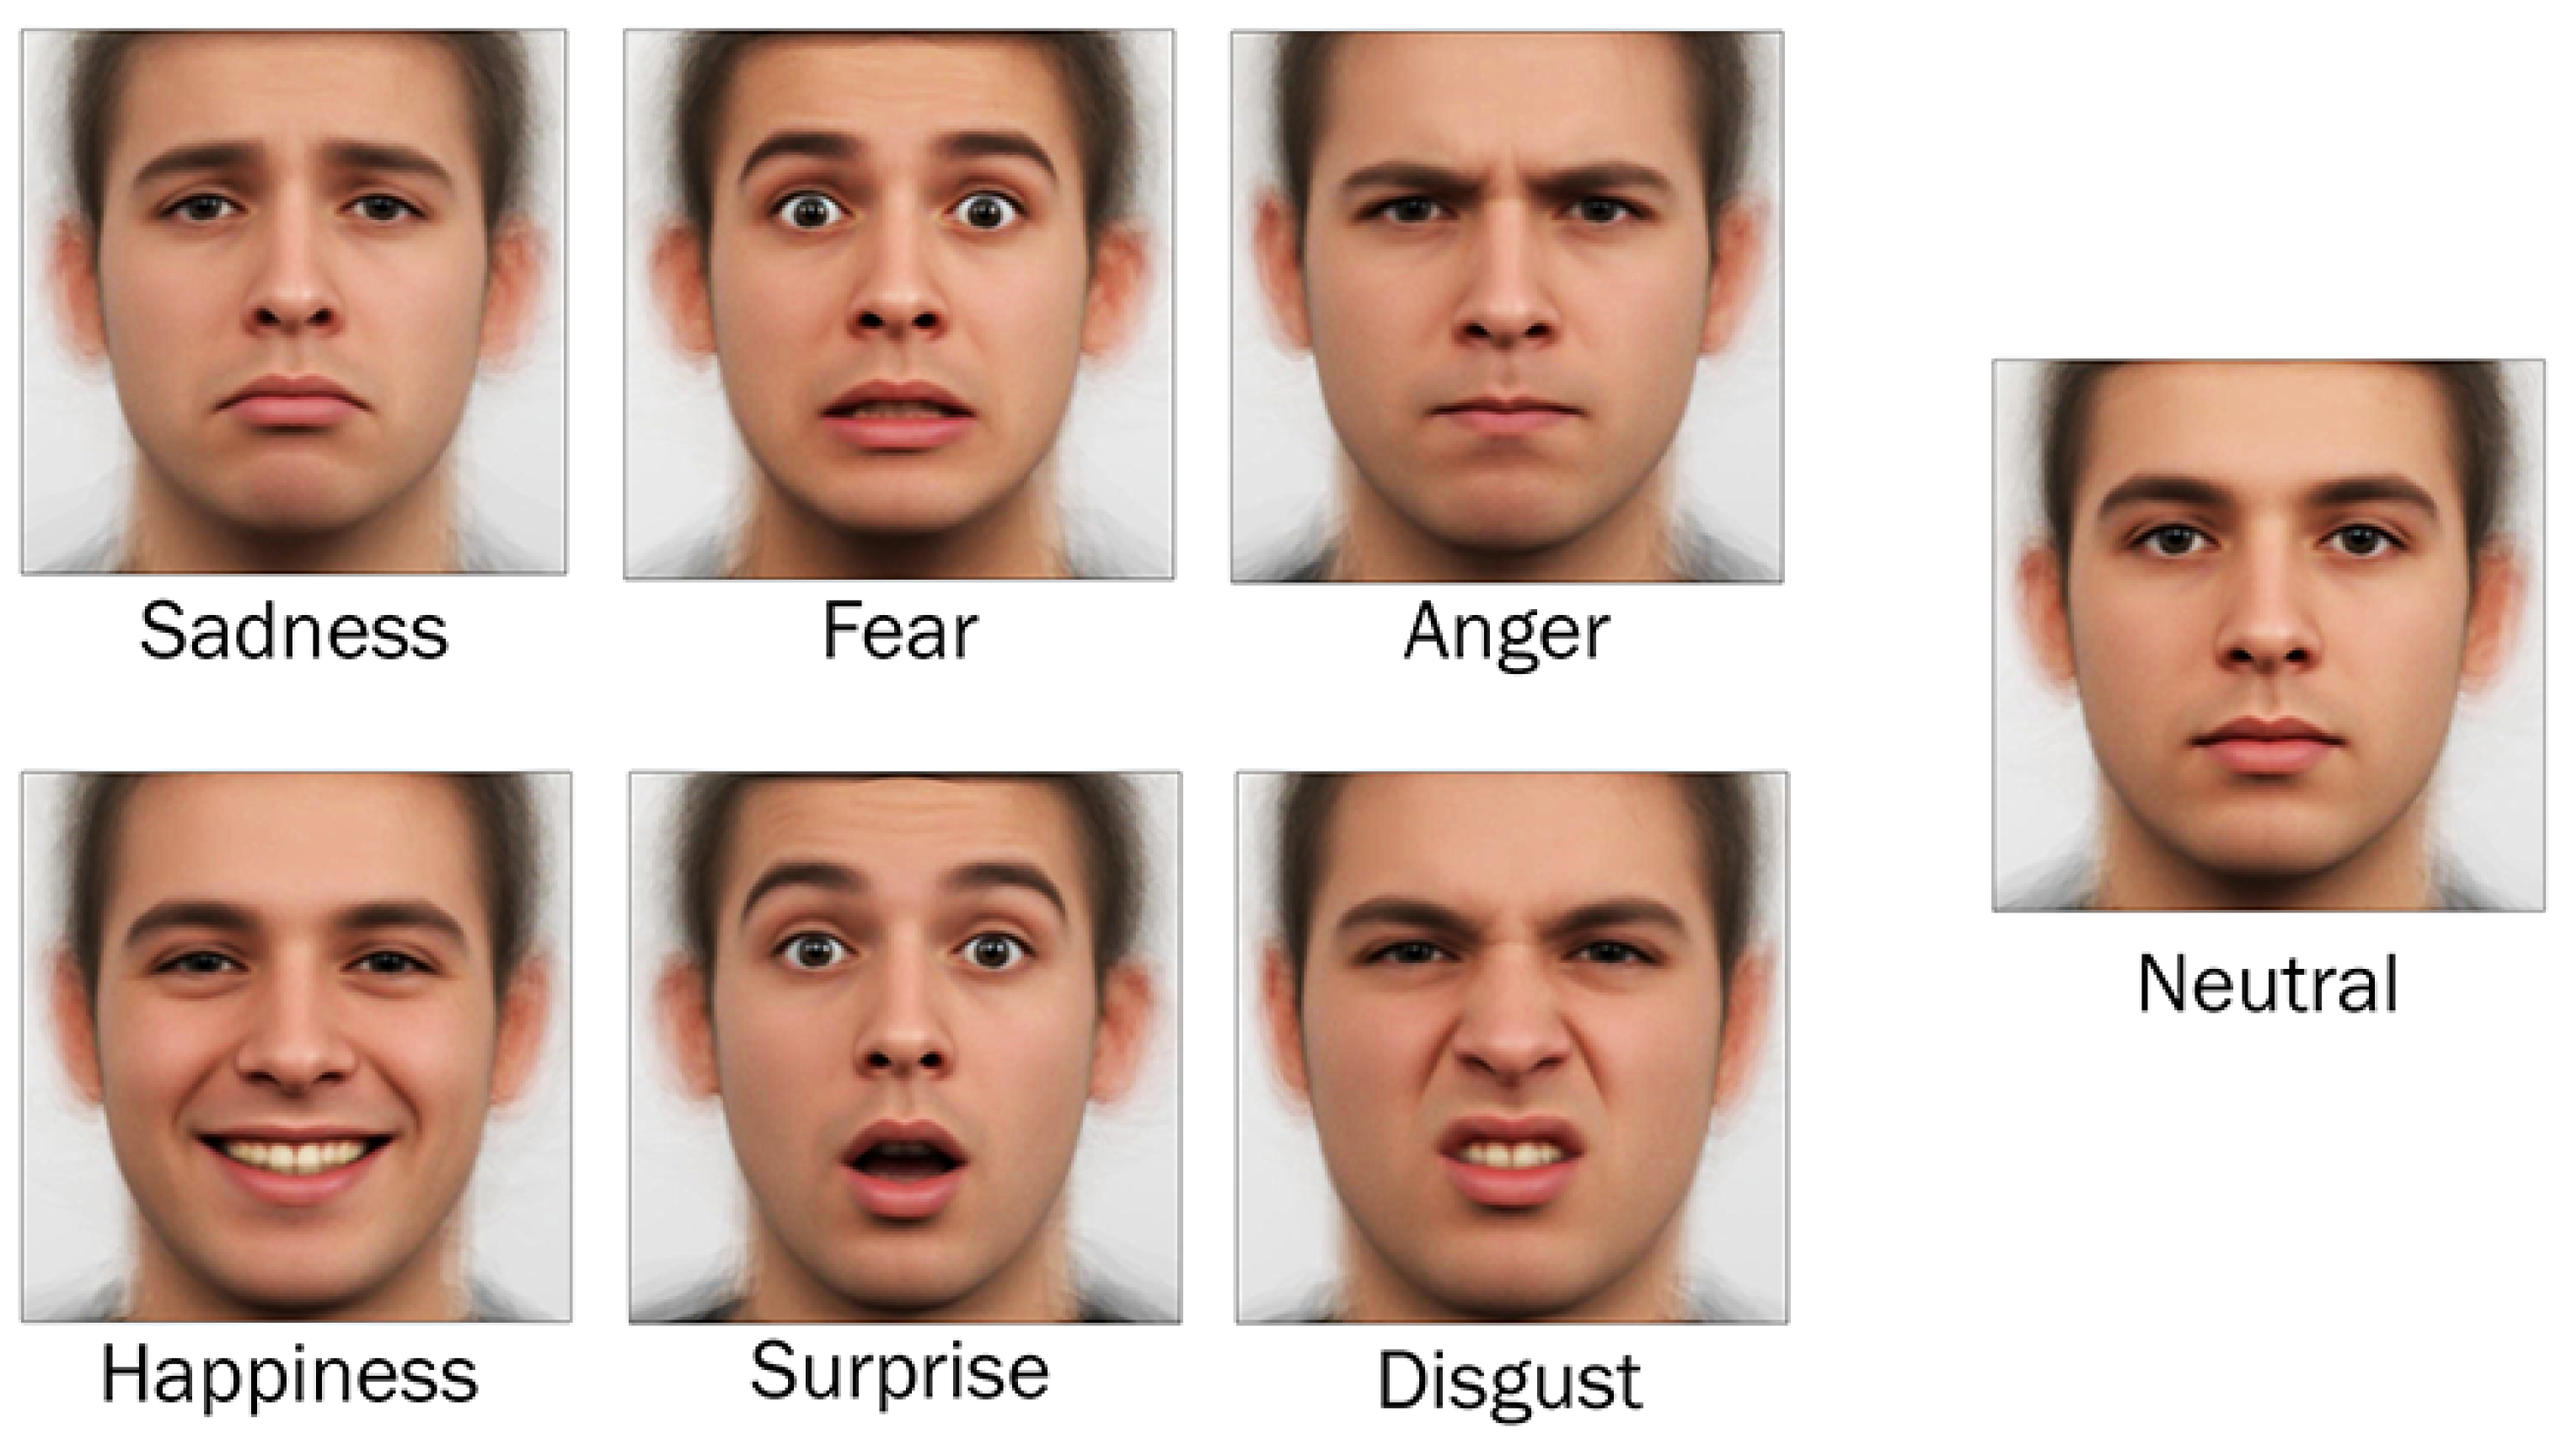 Sadness
Fear
Anger
Neutral
Happiness
Surprise
Disgust